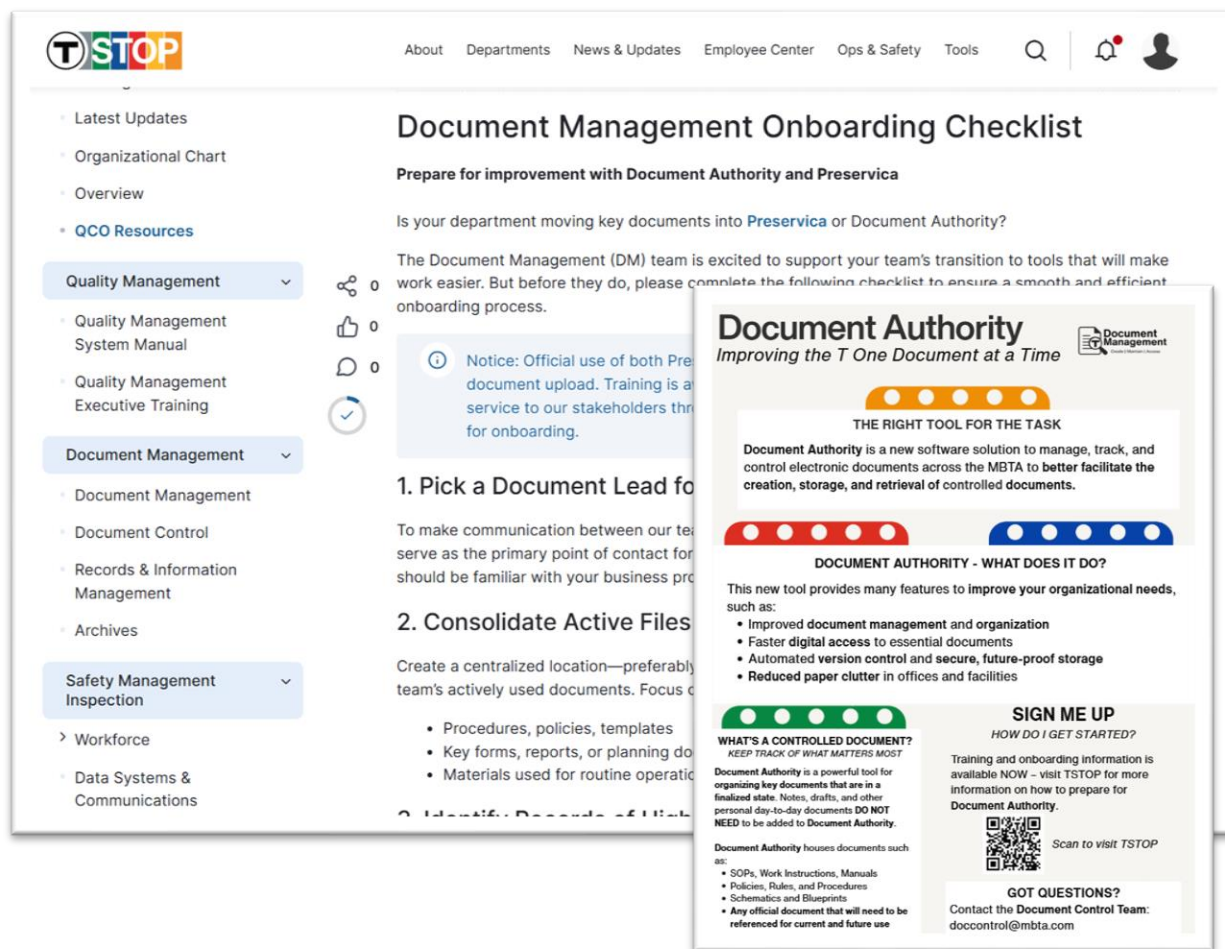 T STOP
About Departments News & Updates Employee Center Ops & Safety Tools
Latest Updates
Organizational Chart
Overview
QCO Resources
Quality Management
Quality Management
System Manual
Quality Management
Executive Training
Document Management
Document Management
Document Control
Records & Information
Management
Archives
Safety Management
Inspection
Workforce
Data Systems &
Communications
0
0
0
Document Management Onboarding Checklist
Prepare for improvement with Document Authority and Preservica
Is your department moving key documents into Preservica or Document Authority?
The Document Management (DM) team is excited to support your team's transition to tools that will make
work easier. But before they do, please complete the following checklist to ensure a smooth and efficient
onboarding process.
Notice: Official use of both Pre
document upload. Training is a
service to our stakeholders thr
for onboarding.
1. Pick a Document Lead fo
To make communication between our tea
serve as the primary point of contact for
should be familiar with your business pro
2. Consolidate Active Files
Create a centralized location—preferably
team's actively used documents. Focus o
• Procedures, policies, templates
• Key forms, reports, or planning do
• Materials used for routine operatio
Document Authority
Improving the T One Document at a Time
Document
Management
THE RIGHT TOOL FOR THE TASK
Document Authority is a new software solution to manage, track, and
control electronic documents across the MBTA to better facilitate the
creation, storage, and retrieval of controlled documents.
DOCUMENT AUTHORITY - WHAT DOES IT DO?
This new tool provides many features to improve your organizational needs,
such as:
• Improved document management and organization
• Faster digital access to essential documents
• Automated version control and secure, future-proof storage
• Reduced paper clutter in offices and facilities
WHAT'S A CONTROLLED DOCUMENT?
KEEP TRACK OF WHAT MATTERS MOST
Document Authority is a powerful tool for
organizing key documents that are in a
finalized state. Notes, drafts, and other
personal day-to-day documents DO NOT
NEED to be added to Document Authority.
Document Authority houses documents such
as:
• SOPs, Work Instructions, Manuals
• Policies, Rules, and Procedures
• Schematics and Blueprints
• Any official document that will need to be
referenced for current and future use
SIGN ME UP
HOW DO I GET STARTED?
Training and onboarding information is
available NOW – visit TSTOP for more
information on how to prepare for
Document Authority.
Scan to visit TSTOP
GOT QUESTIONS?
Contact the Document Control Team:
doccontrol@mbta.com